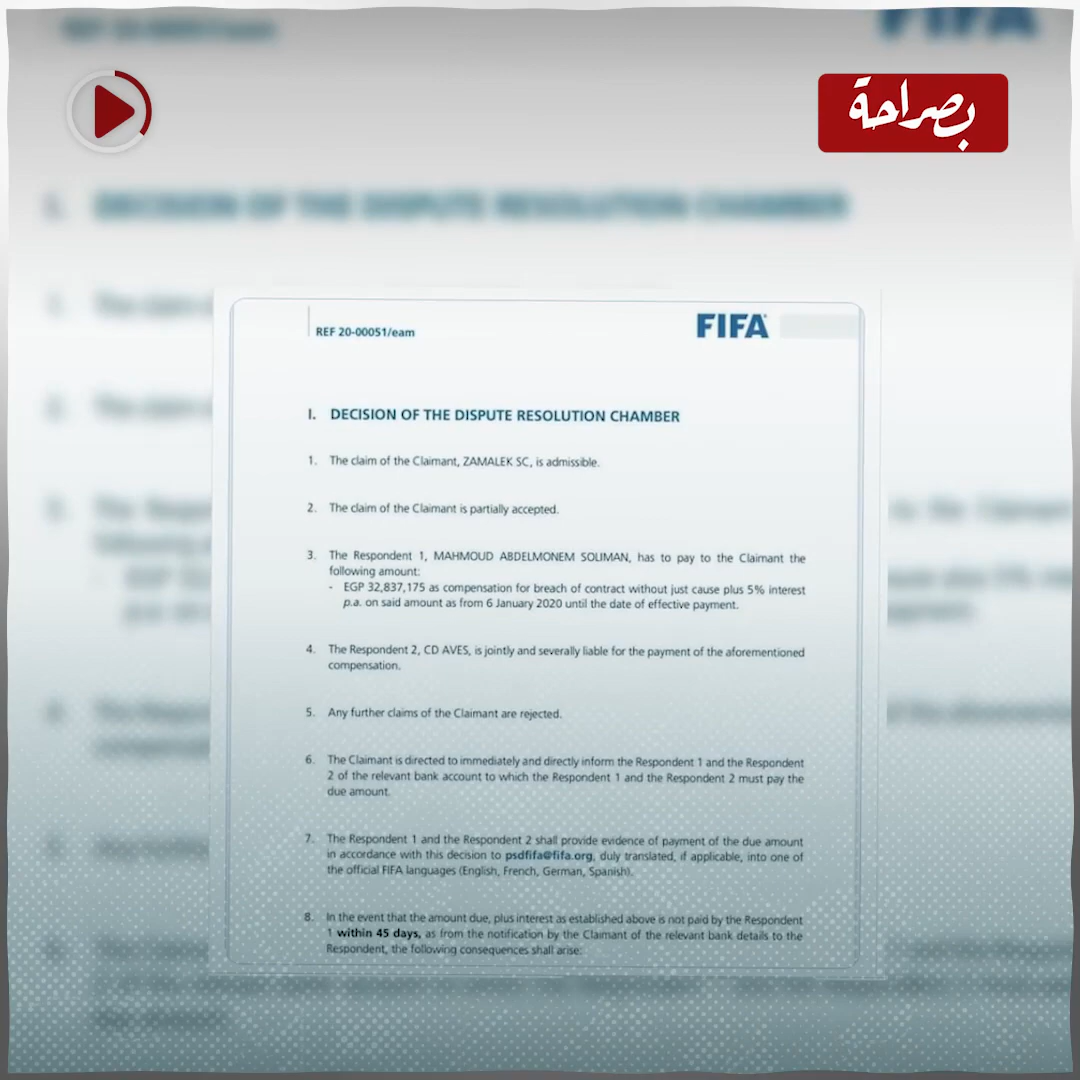 REF 20-00051/eam
FIFA
بصراحة
DECISION OF THE DISPUTE RESOLUTION CHAMBER
REF 20-00051/eam
FIFA
I. DECISION OF THE DISPUTE RESOLUTION CHAMBER
1. The claim of the Claimant, ZAMALEK SC, is admissible.
2. The claim of the Claimant is partially accepted.
3. The Respondent 1, MAHMOUD ABDELMONEM SOLIMAN, has to pay to the Claimant the
following amount:
- EGP 32,837,175 as compensation for breach of contract without just cause plus 5% interest
p.a. on said amount as from 6 January 2020 until the date of effective payment.
4. The Respondent 2, CD AVES, is jointly and severally liable for the payment of the aforementioned
compensation.
5. Any further claims of the Claimant are rejected.
6. The Claimant is directed to immediately and directly inform the Respondent 1 and the Respondent
2 of the relevant bank account to which the Respondent 1 and the Respondent 2 must pay the
due amount.
7. The Respondent 1 and the Respondent 2 shall provide evidence of payment of the due amount
in accordance with this decision to psdfifa@fifa.org, duly translated, if applicable, into one of
the official FIFA languages (English, French, German, Spanish).
8. In the event that the amount due, plus interest as established above is not paid by the Respondent
1 within 45 days, as from the notification by the Claimant of the relevant bank details to the
Respondent, the following consequences shall arise: